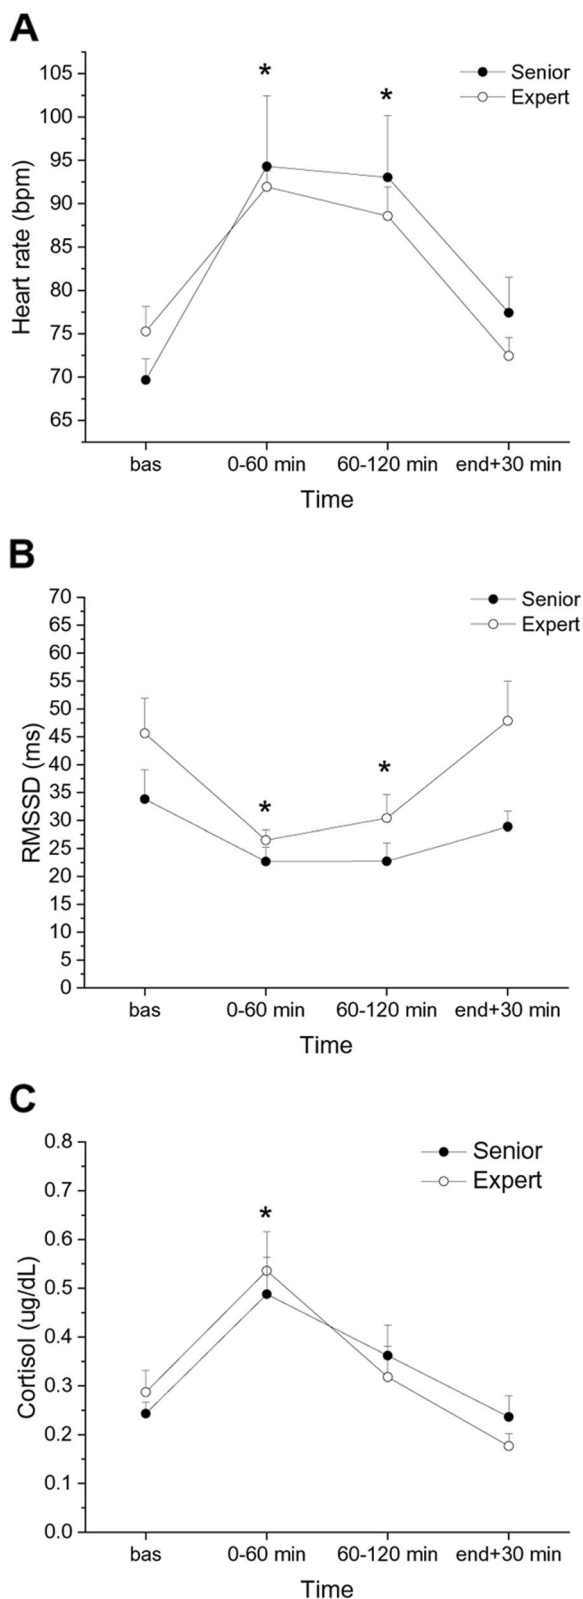 A
Senior
Expert
Heart rate (bpm)
105
100
95
90
85
80
75
70
65
*
*
bas
0-60 min
60-120 min
end+30 min
Time
B
Senior
Expert
RMSSD (ms)
70
65
60
55
50
45
40
35
30
25
20
15
10
5
0
*
*
bas
0-60 min
60-120 min
end+30 min
Time
C
Senior
Expert
Cortisol (ug/dL)
0.8
0.7
0.6
0.5
0.4
0.3
0.2
0.1
0.0
*
bas
0-60 min
60-120 min
end+30 min
Time